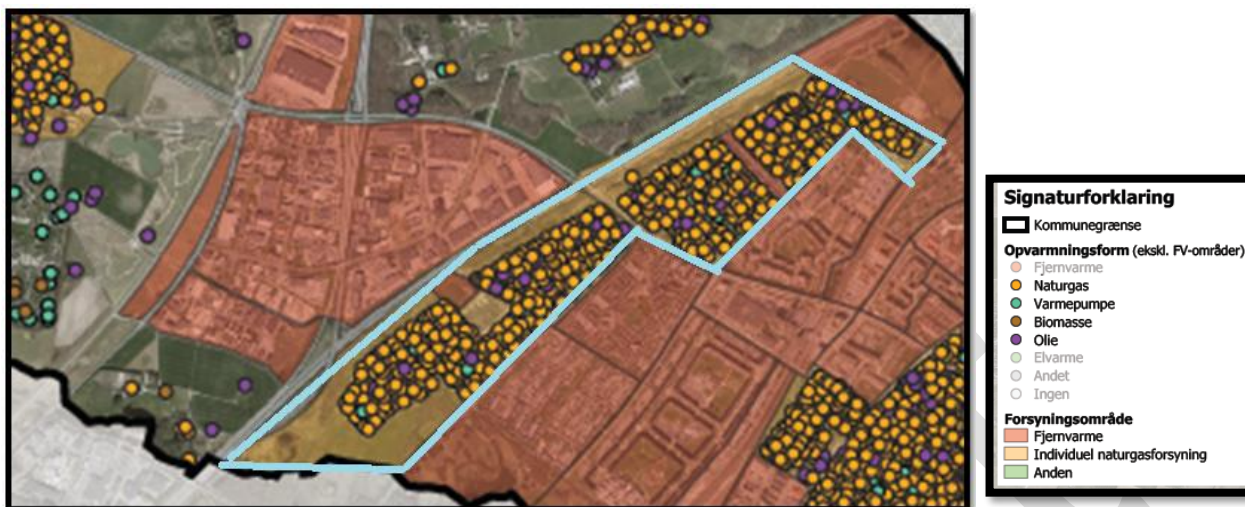 Signaturforklaring
Kommunegrænse
Opvarmningsform (ekskl. FV-områder)
Fjernvarme
Naturgas
Varmepumpe
Biomasse
Olie
Elvarme
Andet
Ingen
Forsyningsområde
Fjernvarme
Individuel naturgasforsyning
Anden